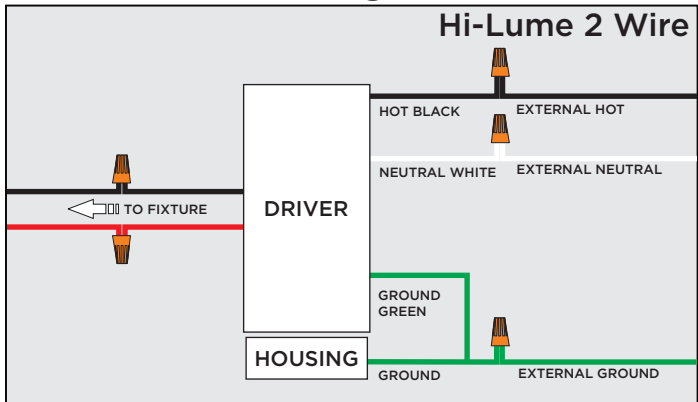 Hi-Lume 2 Wire
HOT BLACK
EXTERNAL HOT
NEUTRAL WHITE
EXTERNAL NEUTRAL
TO FIXTURE
DRIVER
GROUND
GREEN
HOUSING
GROUND
EXTERNAL GROUND